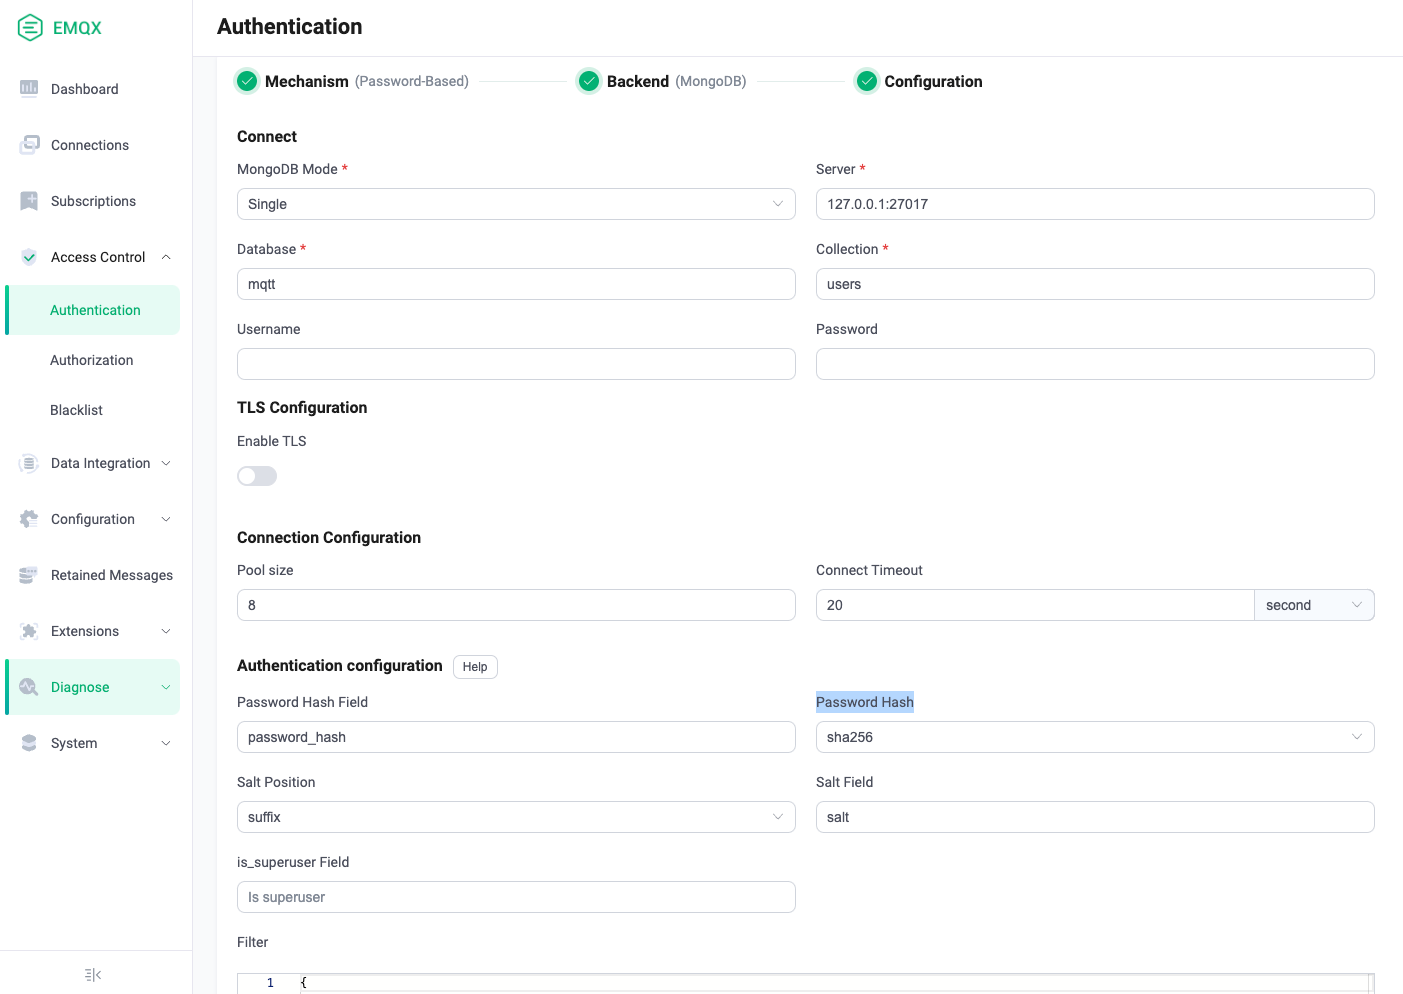 EMQX
Authentication
Dashboard
Connections
Subscriptions
Access Control
Authentication
Authorization
Blacklist
Data Integration
Configuration
Retained Messages
Extensions
Diagnose
System
Mechanism (Password-Based)
Backend (MongoDB)
Configuration
Connect
MongoDB Mode *
Server *
Single
127.0.0.1:27017
Database *
Collection *
mqtt
users
Username
Password
TLS Configuration
Enable TLS
Connection Configuration
Pool size
Connect Timeout
8
20
second
Authentication configuration
Help
Password Hash Field
Password Hash
password_hash
sha256
Salt Position
Salt Field
suffix
salt
is_superuser Field
Is superuser
Filter
1 {